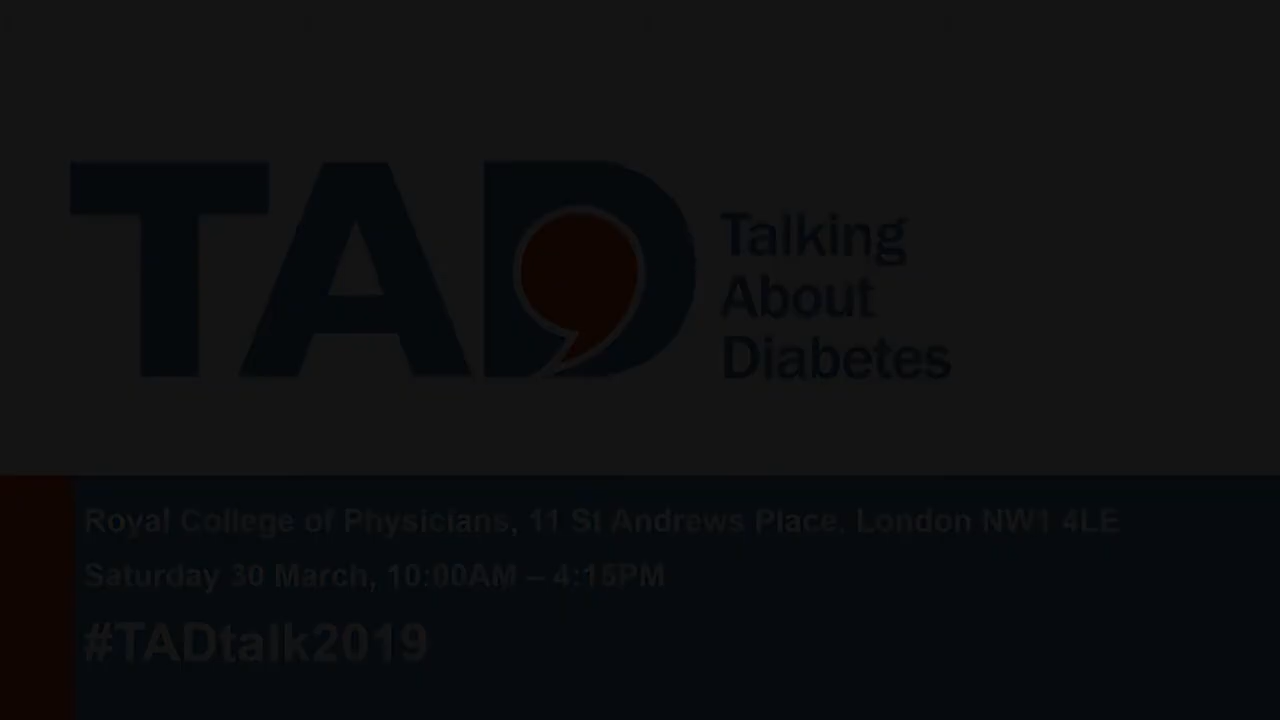 TAD
Talking
About
Diabetes
Royal College of Physicians, 11 St Andrews Place, London NW1 4LE
Saturday 30 March, 10:00AM – 4:15PM
#TADtalk2019